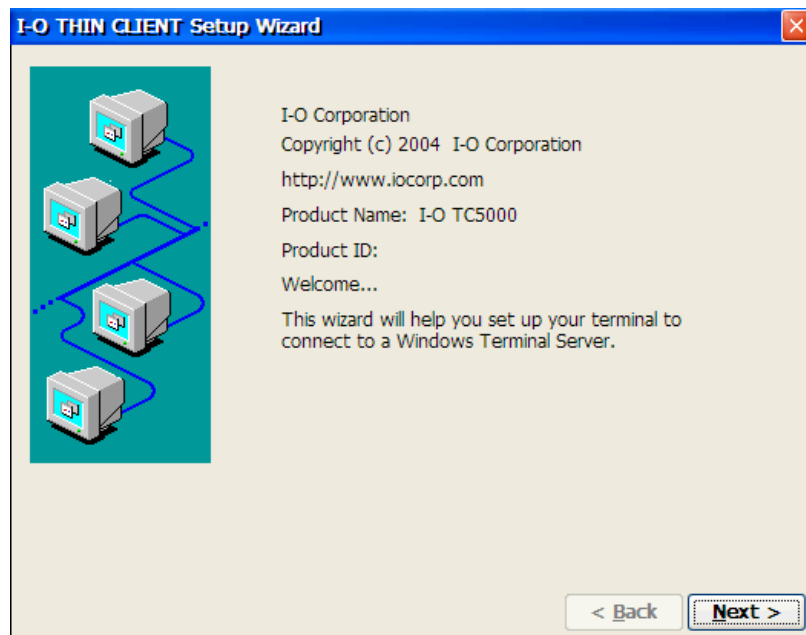 I-O THIN CLIENT Setup Wizard
I-O Corporation
Copyright (c) 2004  I-O Corporation
http://www.iocorp.com
Product Name:  I-O TC5000
Product ID:
Welcome...
This wizard will help you set up your terminal to
connect to a Windows Terminal Server.
< Back
Next >